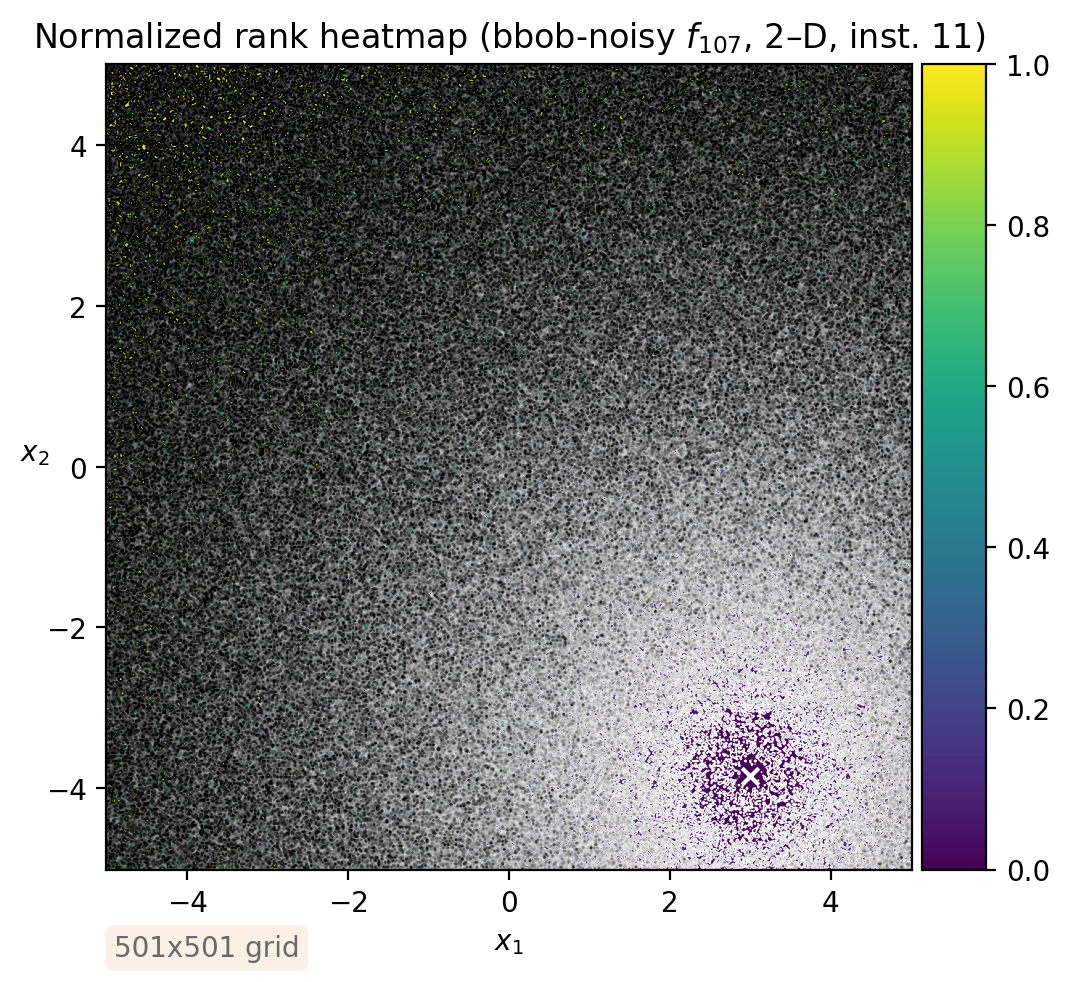 Normalized rank heatmap (bbob-noisy f₁₀₇, 2–D, inst. 11)
1.0
0.8
0.6
0.4
0.2
0.0
4
2
0
−2
−4
x₂
−4 −2 0 2 4
x₁
501x501 grid